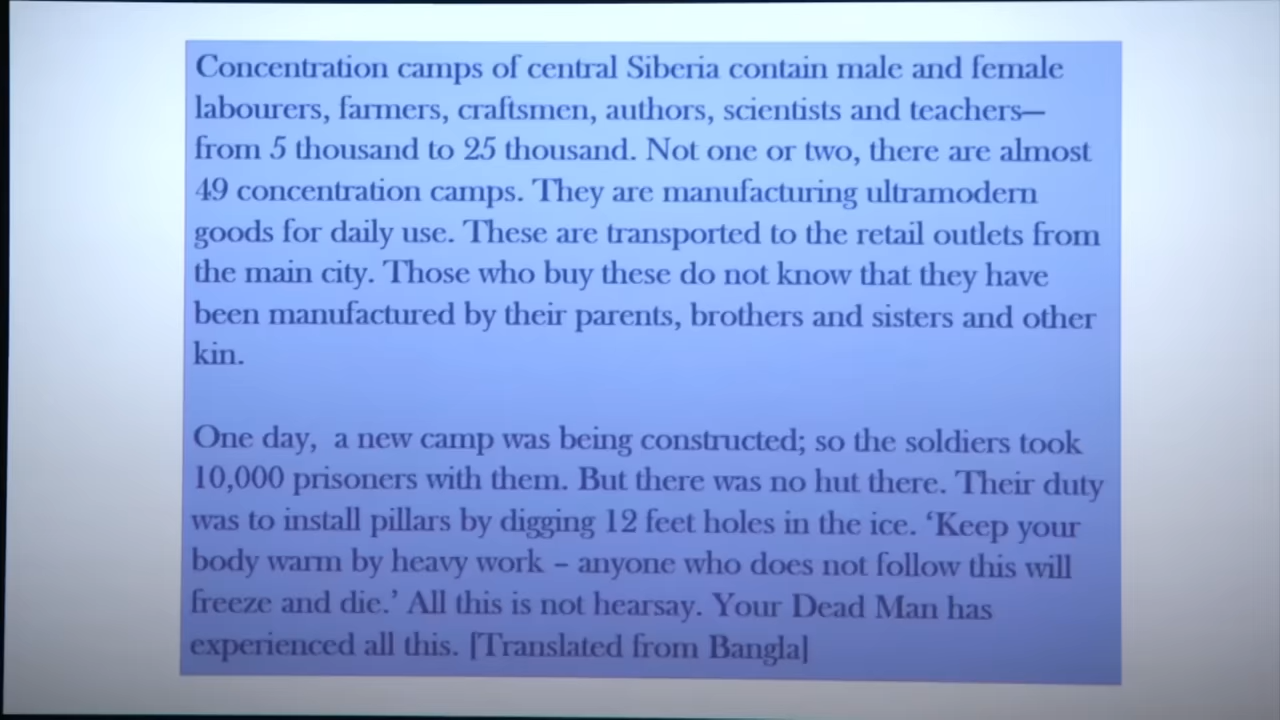 Concentration camps of central Siberia contain male and female
labourers, farmers, craftsmen, authors, scientists and teachers—
from 5 thousand to 25 thousand. Not one or two, there are almost
49 concentration camps. They are manufacturing ultramodern
goods for daily use. These are transported to the retail outlets from
the main city. Those who buy these do not know that they have
been manufactured by their parents, brothers and sisters and other
kin.
One day, a new camp was being constructed; so the soldiers took
10,000 prisoners with them. But there was no hut there. Their duty
was to install pillars by digging 12 feet holes in the ice. ‘Keep your
body warm by heavy work – anyone who does not follow this will
freeze and die.’ All this is not hearsay. Your Dead Man has
experienced all this. [Translated from Bangla]